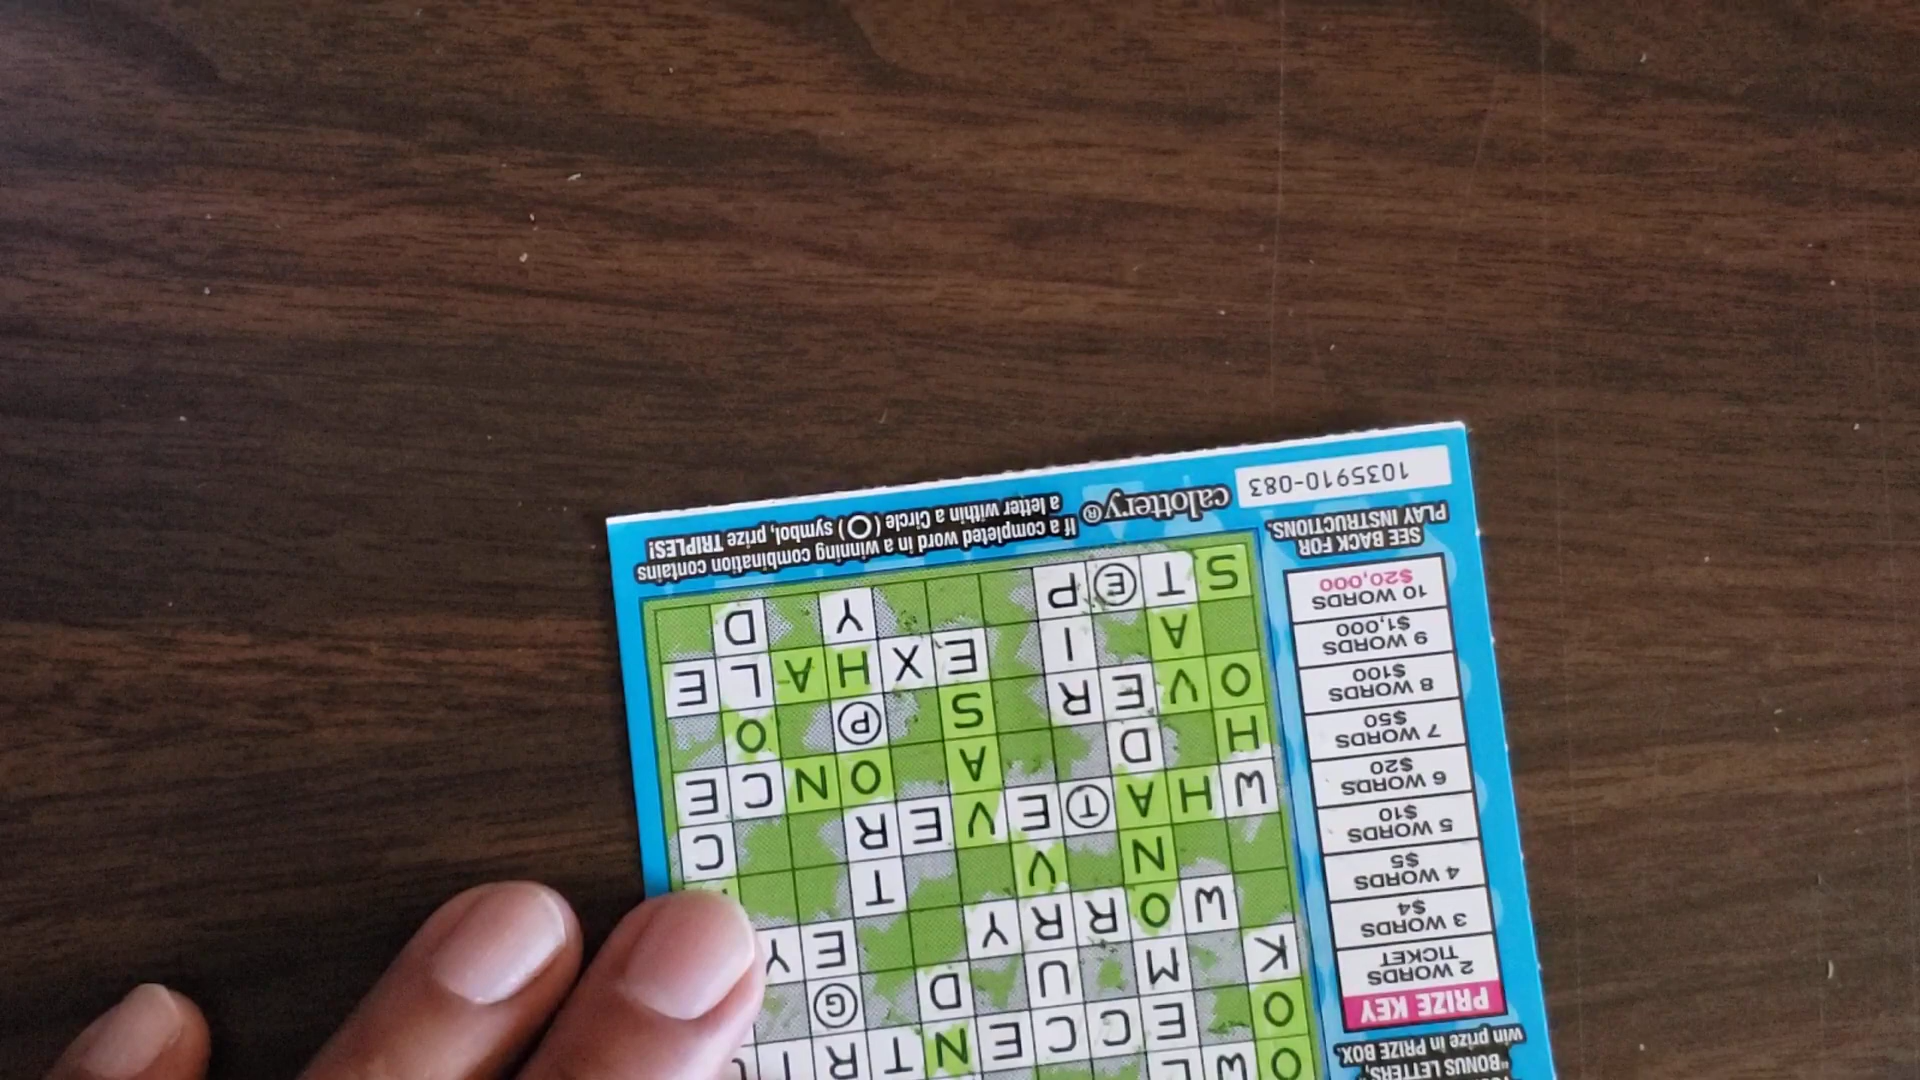 "BONUS LETTERS,"
win prize in PRIZE BOX.
PRIZE KEY
2 WORDS
TICKET
3 WORDS
$4
4 WORDS
$5
5 WORDS
$10
6 WORDS
$20
7 WORDS
$50
8 WORDS
$100
9 WORDS
$1,000
10 WORDS
$20,000
SEE BACK FOR
PLAY INSTRUCTIONS.
1035910-083
O W L
O E C C E N T R I
K M U D G
W O R R Y E Y
N V T
W H A T E V E R C
H D A O N C E
O V E R S P O
A I E X H A L E
S T E P Y D
calottery®
If a completed word in a winning combination contains
a letter within a Circle (O) symbol, prize TRIPLES!